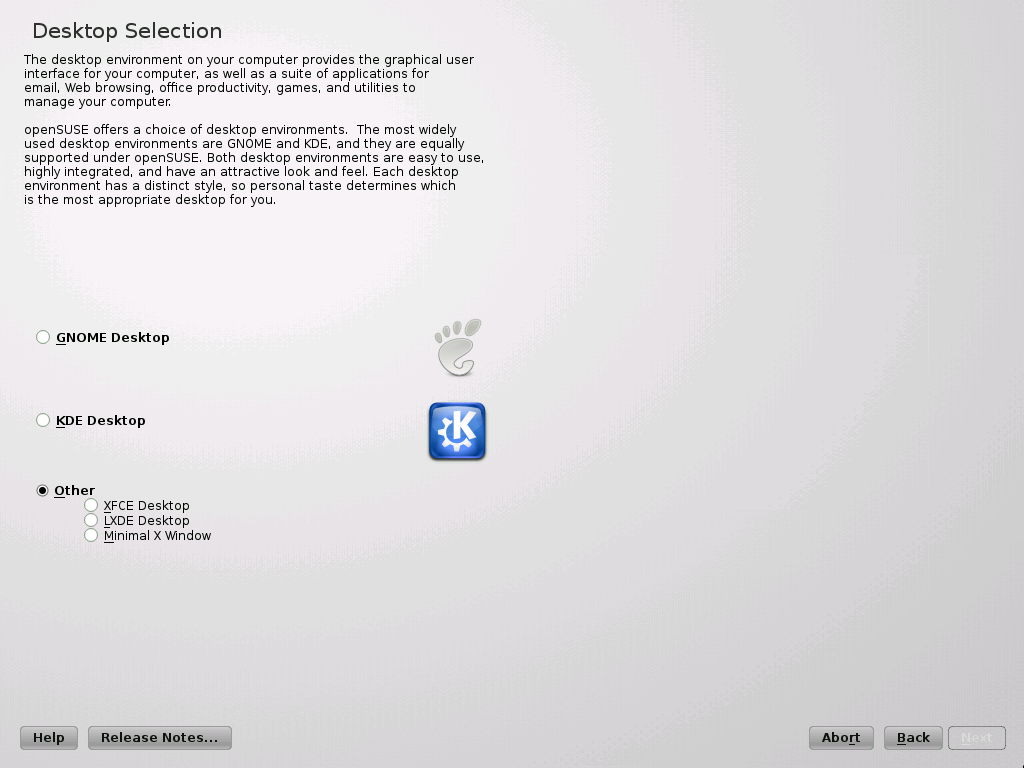 Desktop Selection
The desktop environment on your computer provides the graphical user
interface for your computer, as well as a suite of applications for
email, Web browsing, office productivity, games, and utilities to
manage your computer.
openSUSE offers a choice of desktop environments.  The most widely
used desktop environments are GNOME and KDE, and they are equally
supported under openSUSE. Both desktop environments are easy to use,
highly integrated, and have an attractive look and feel. Each desktop
environment has a distinct style, so personal taste determines which
is the most appropriate desktop for you.
GNOME Desktop
KDE Desktop
Other
XFCE Desktop
LXDE Desktop
Minimal X Window
Help Release Notes... Abort Back Next